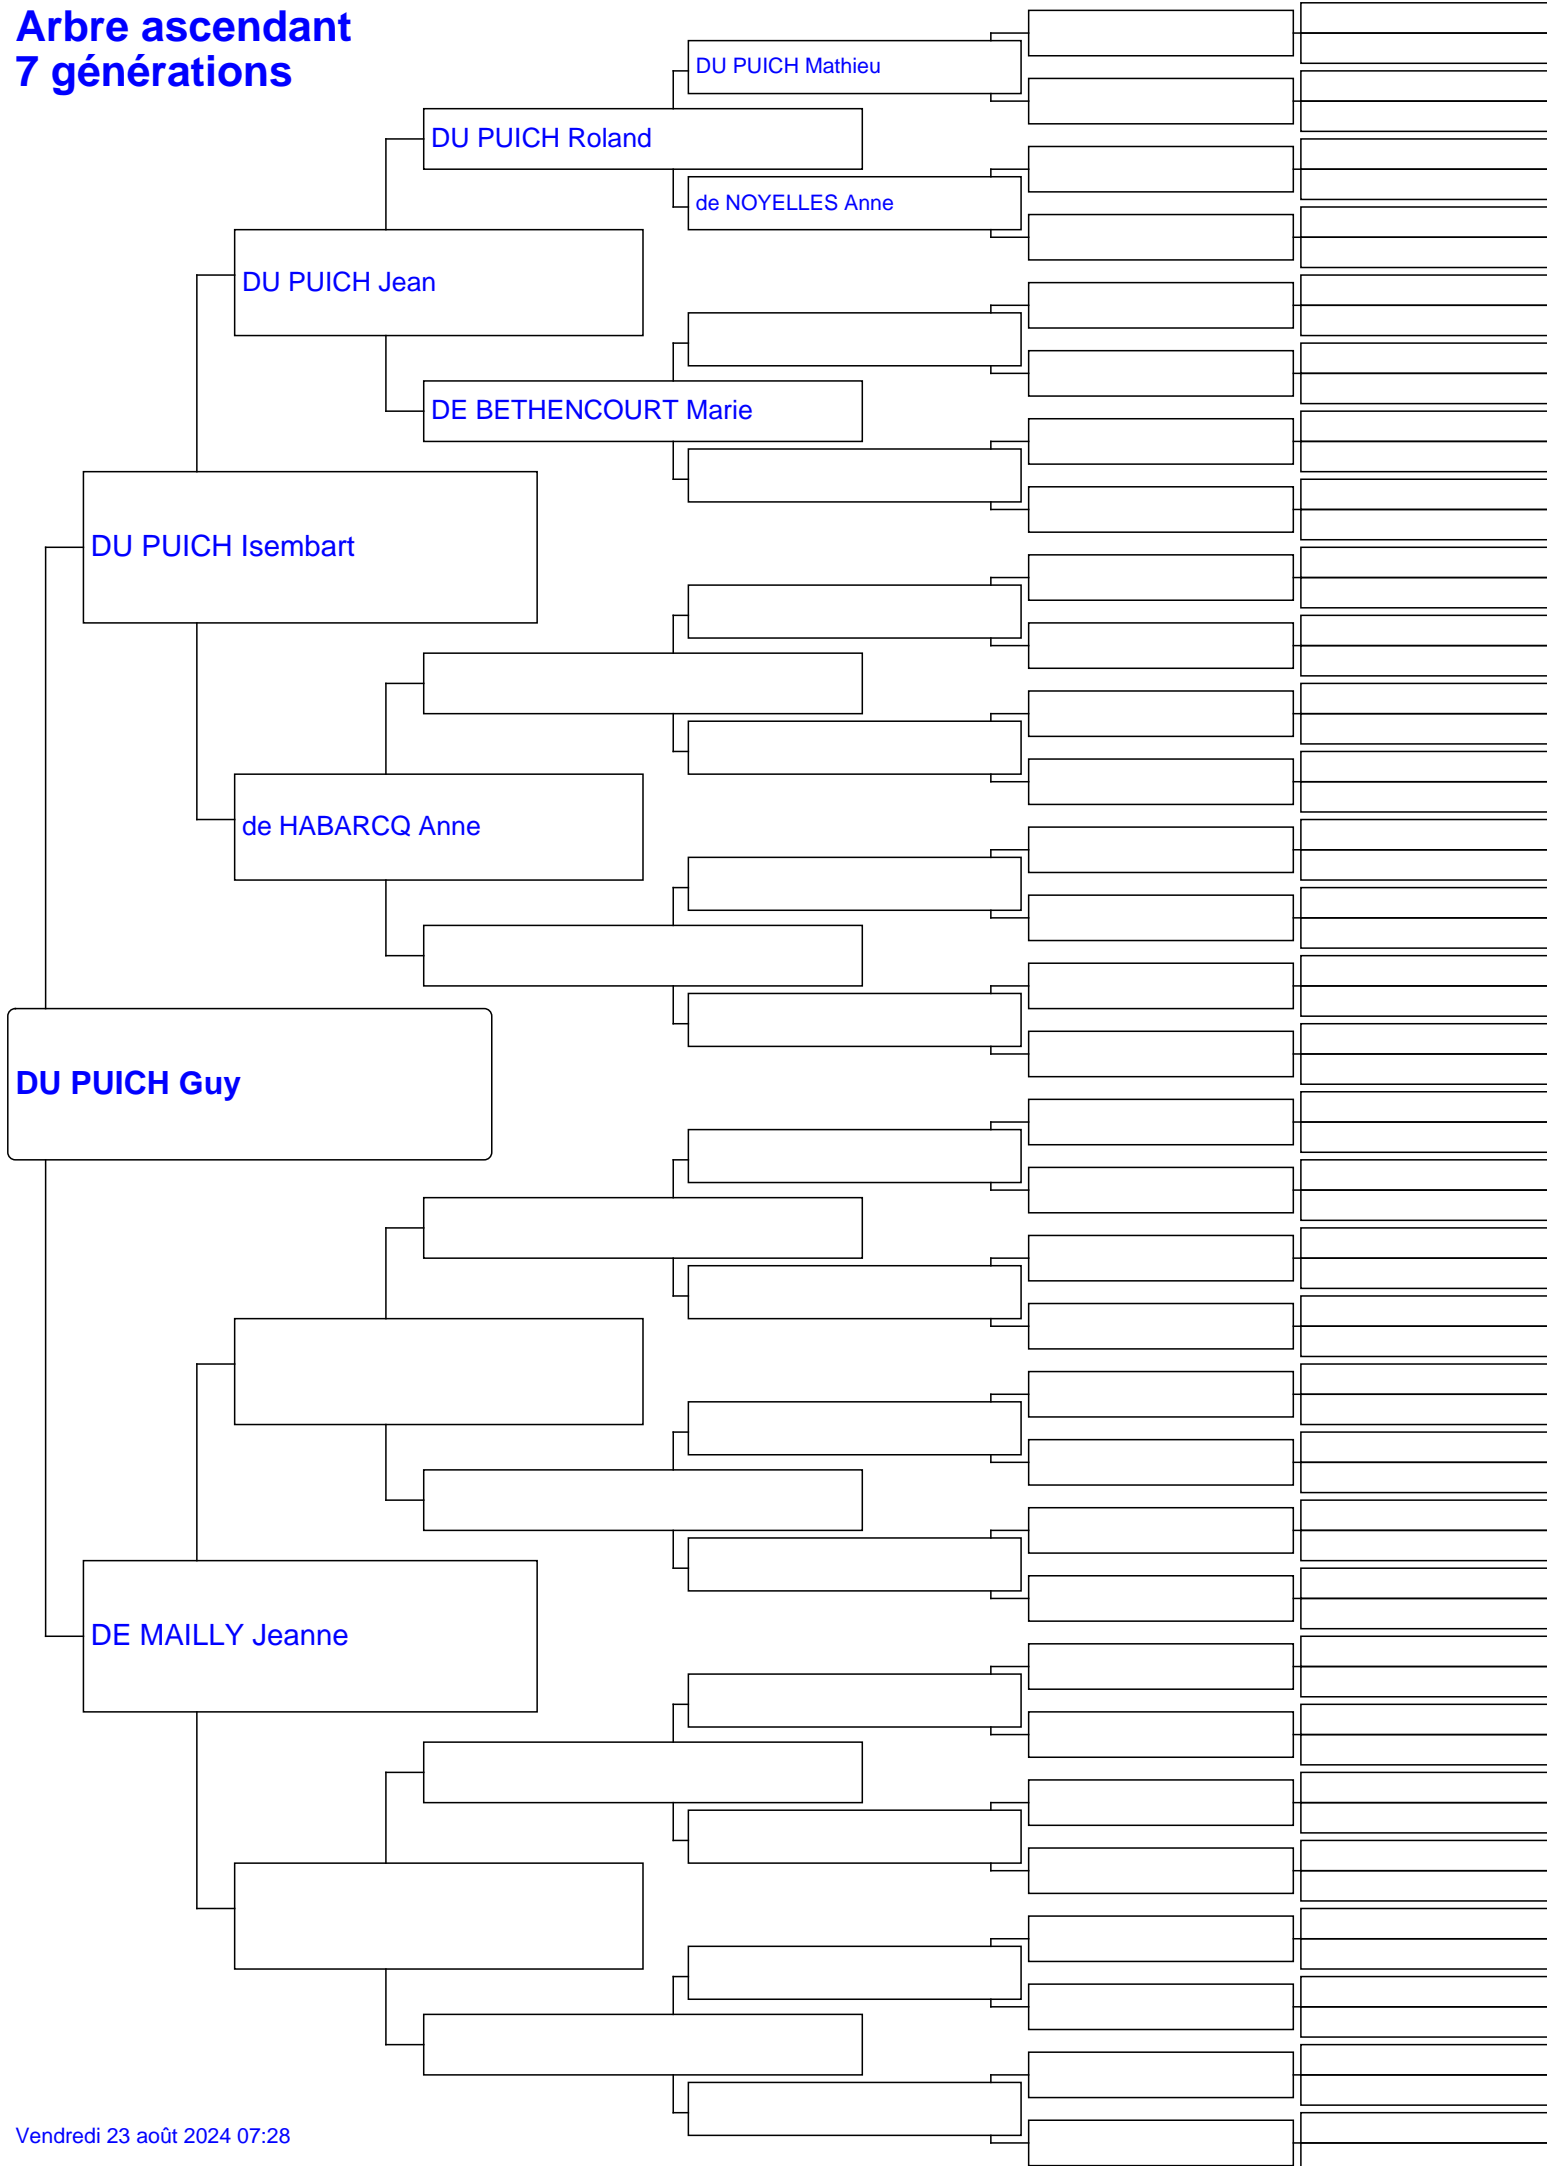 Arbre ascendant
7 générations
DU PUICH Mathieu
DU PUICH Roland
de NOYELLES Anne
DU PUICH Jean
DE BETHENCOURT Marie
DU PUICH Isembart
de HABARCQ Anne
DU PUICH Guy
DE MAILLY Jeanne
Vendredi 23 août 2024 07:28